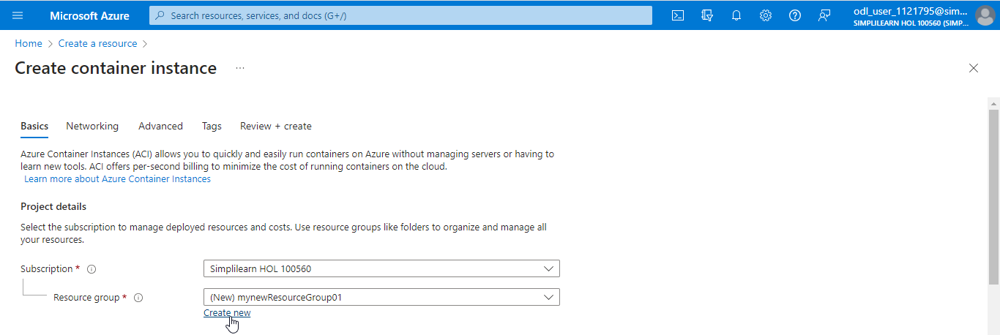 Microsoft Azure
Search resources, services, and docs (G+/)
odl_user_1121795@sim...
SIMPLILEARN HOL 100560 (SIMP...
Home > Create a resource >
Create container instance ...
Basics Networking Advanced Tags Review + create
Azure Container Instances (ACI) allows you to quickly and easily run containers on Azure without managing servers or having to
learn new tools. ACI offers per-second billing to minimize the cost of running containers on the cloud.
Learn more about Azure Container Instances
Project details
Select the subscription to manage deployed resources and costs. Use resource groups like folders to organize and manage all
your resources.
Subscription * Simplilearn HOL 100560
Resource group * (New) mynewResourceGroup01
Create new